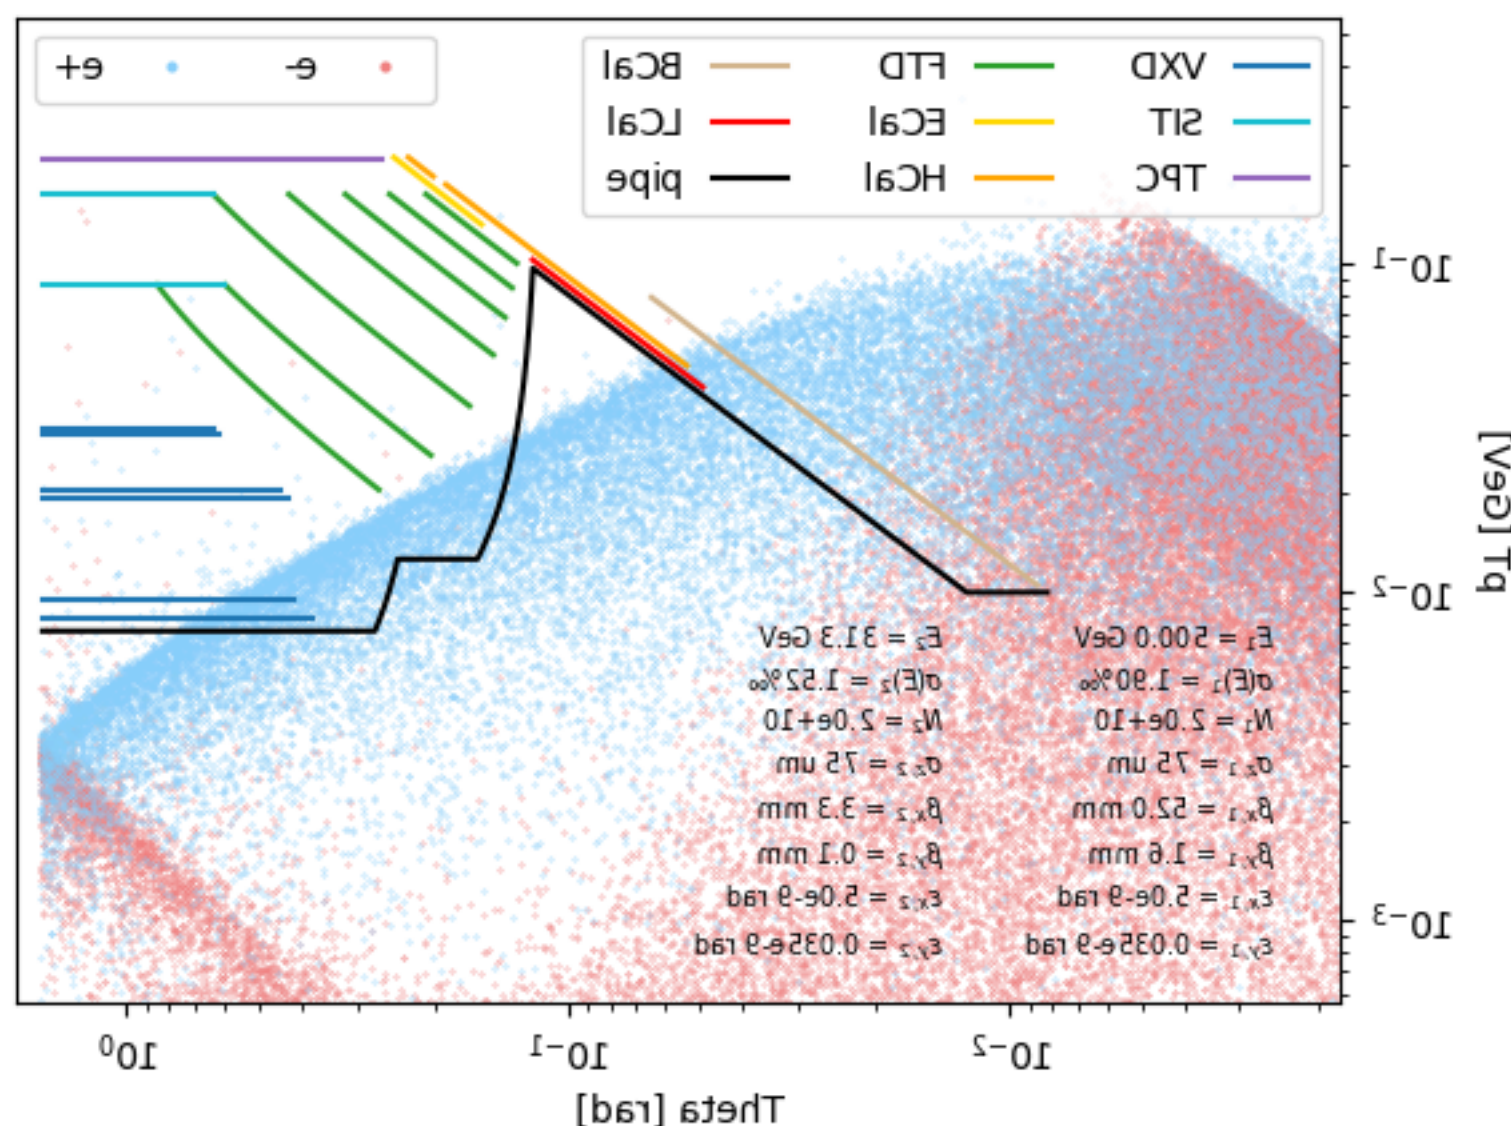 VXD FTD BCal
SIT ECal LCal
TPC HCal pipe
e- e+
10⁻¹
10⁻²
10⁻³
pT [GeV]
E₁ = 500.0 GeV E₂ = 31.3 GeV
σ(E)₁ = 1.90‰ σ(E)₂ = 1.52‰
N₁ = 2.0e+10 N₂ = 2.0e+10
σz,1 = 75 um σz,2 = 75 um
βx,1 = 52.0 mm βx,2 = 3.3 mm
βy,1 = 1.6 mm βy,2 = 0.1 mm
εx,1 = 5.0e-9 rad εx,2 = 5.0e-9 rad
εy,1 = 0.035e-9 rad εy,2 = 0.035e-9 rad
10⁻² 10⁻¹ 10⁰
Theta [rad]